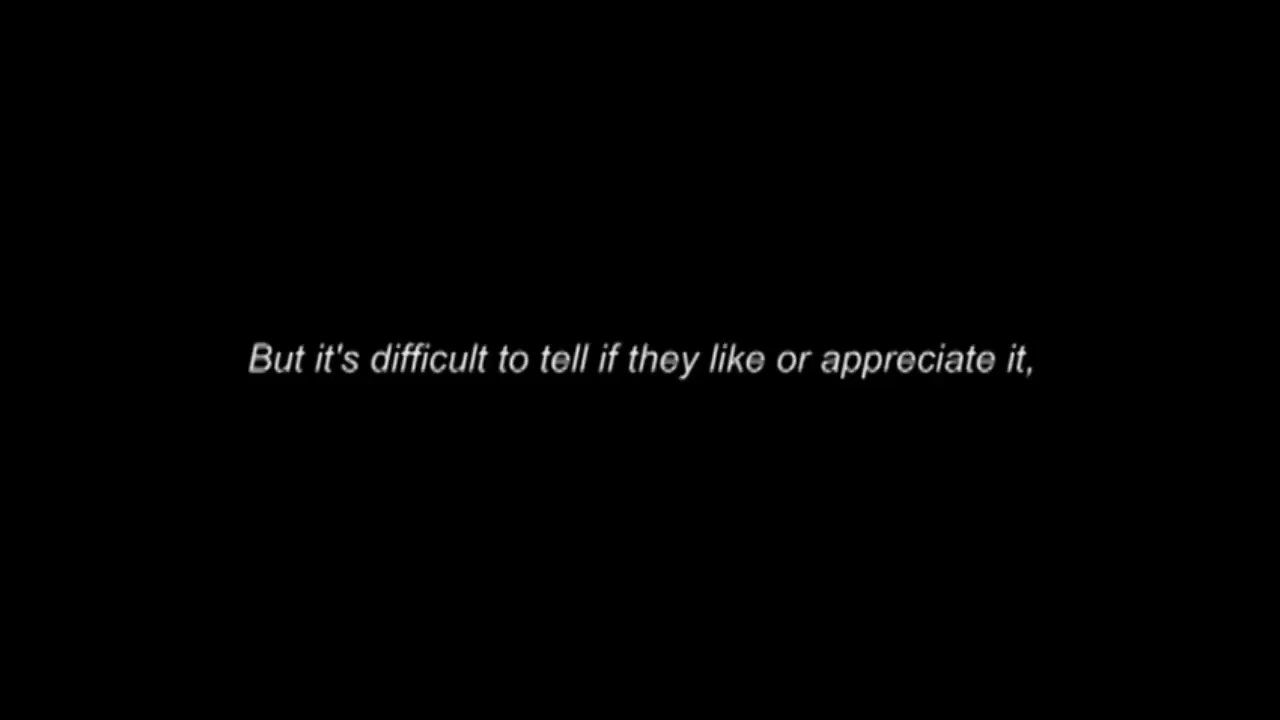 But it's difficult to tell if they like or appreciate it,